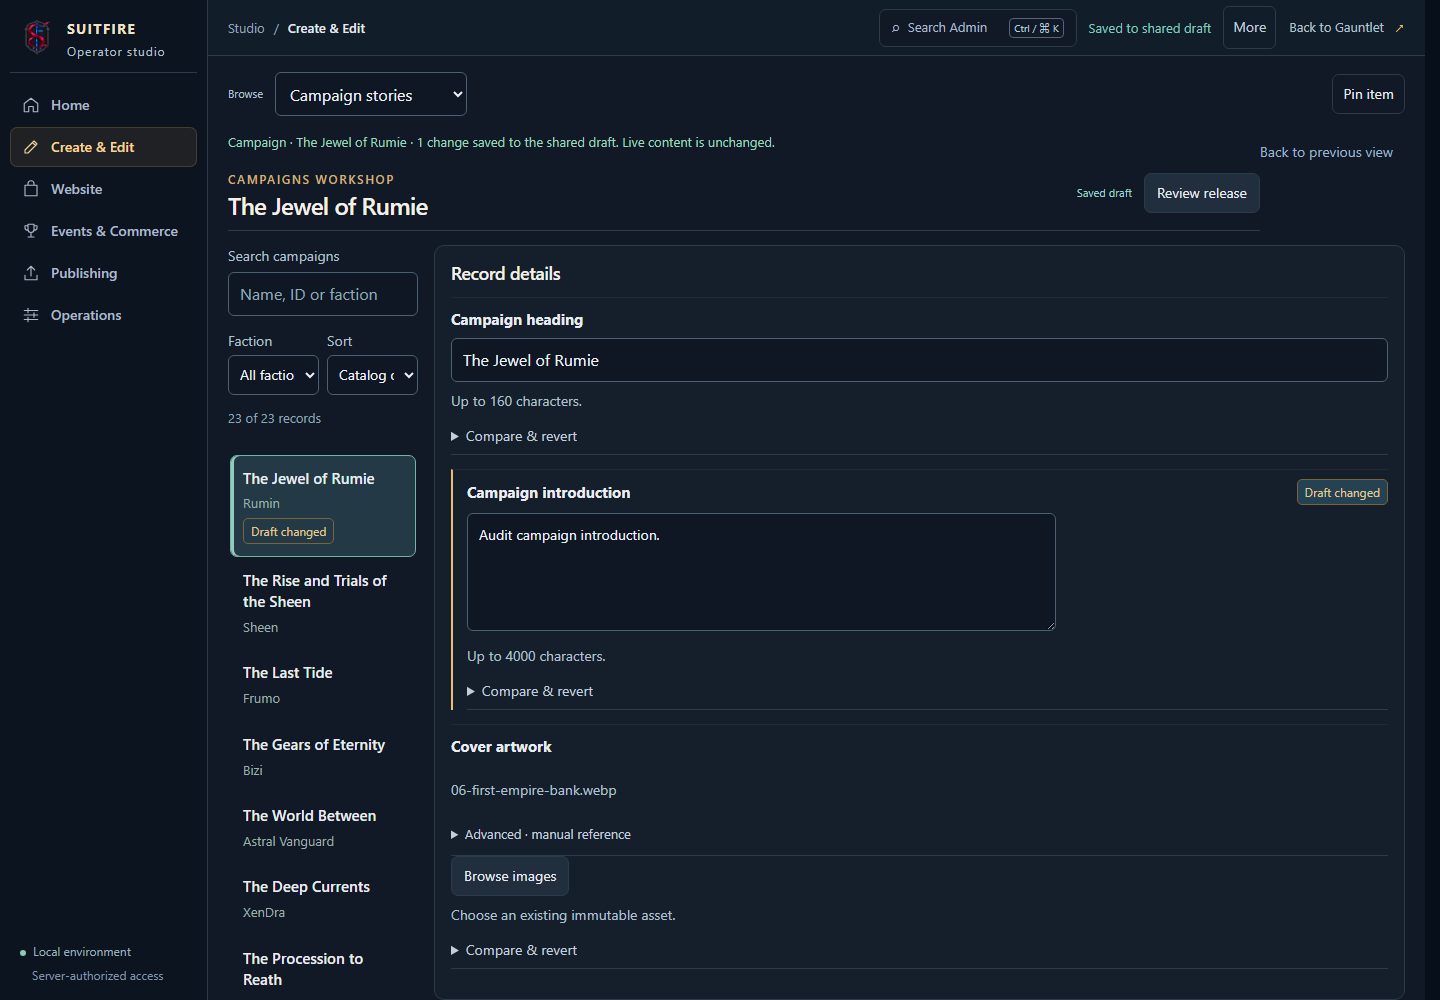 SUITFIRE
Operator studio
Home
Create & Edit
Website
Events & Commerce
Publishing
Operations
Local environment
Server-authorized access
Studio / Create & Edit
Search Admin
Ctrl / ⌘ K
Saved to shared draft
More
Back to Gauntlet ↗
Browse
Campaign stories
Pin item
Campaign · The Jewel of Rumie · 1 change saved to the shared draft. Live content is unchanged.
Back to previous view
CAMPAIGNS WORKSHOP
The Jewel of Rumie
Saved draft
Review release
Search campaigns
Name, ID or faction
Faction
Sort
All factio
Catalog c
23 of 23 records
The Jewel of Rumie
Rumin
Draft changed
The Rise and Trials of
the Sheen
Sheen
The Last Tide
Frumo
The Gears of Eternity
Bizi
The World Between
Astral Vanguard
The Deep Currents
XenDra
The Procession to
Reath
Record details
Campaign heading
The Jewel of Rumie
Up to 160 characters.
Compare & revert
Campaign introduction
Draft changed
Audit campaign introduction.
Up to 4000 characters.
Compare & revert
Cover artwork
06-first-empire-bank.webp
Advanced · manual reference
Browse images
Choose an existing immutable asset.
Compare & revert